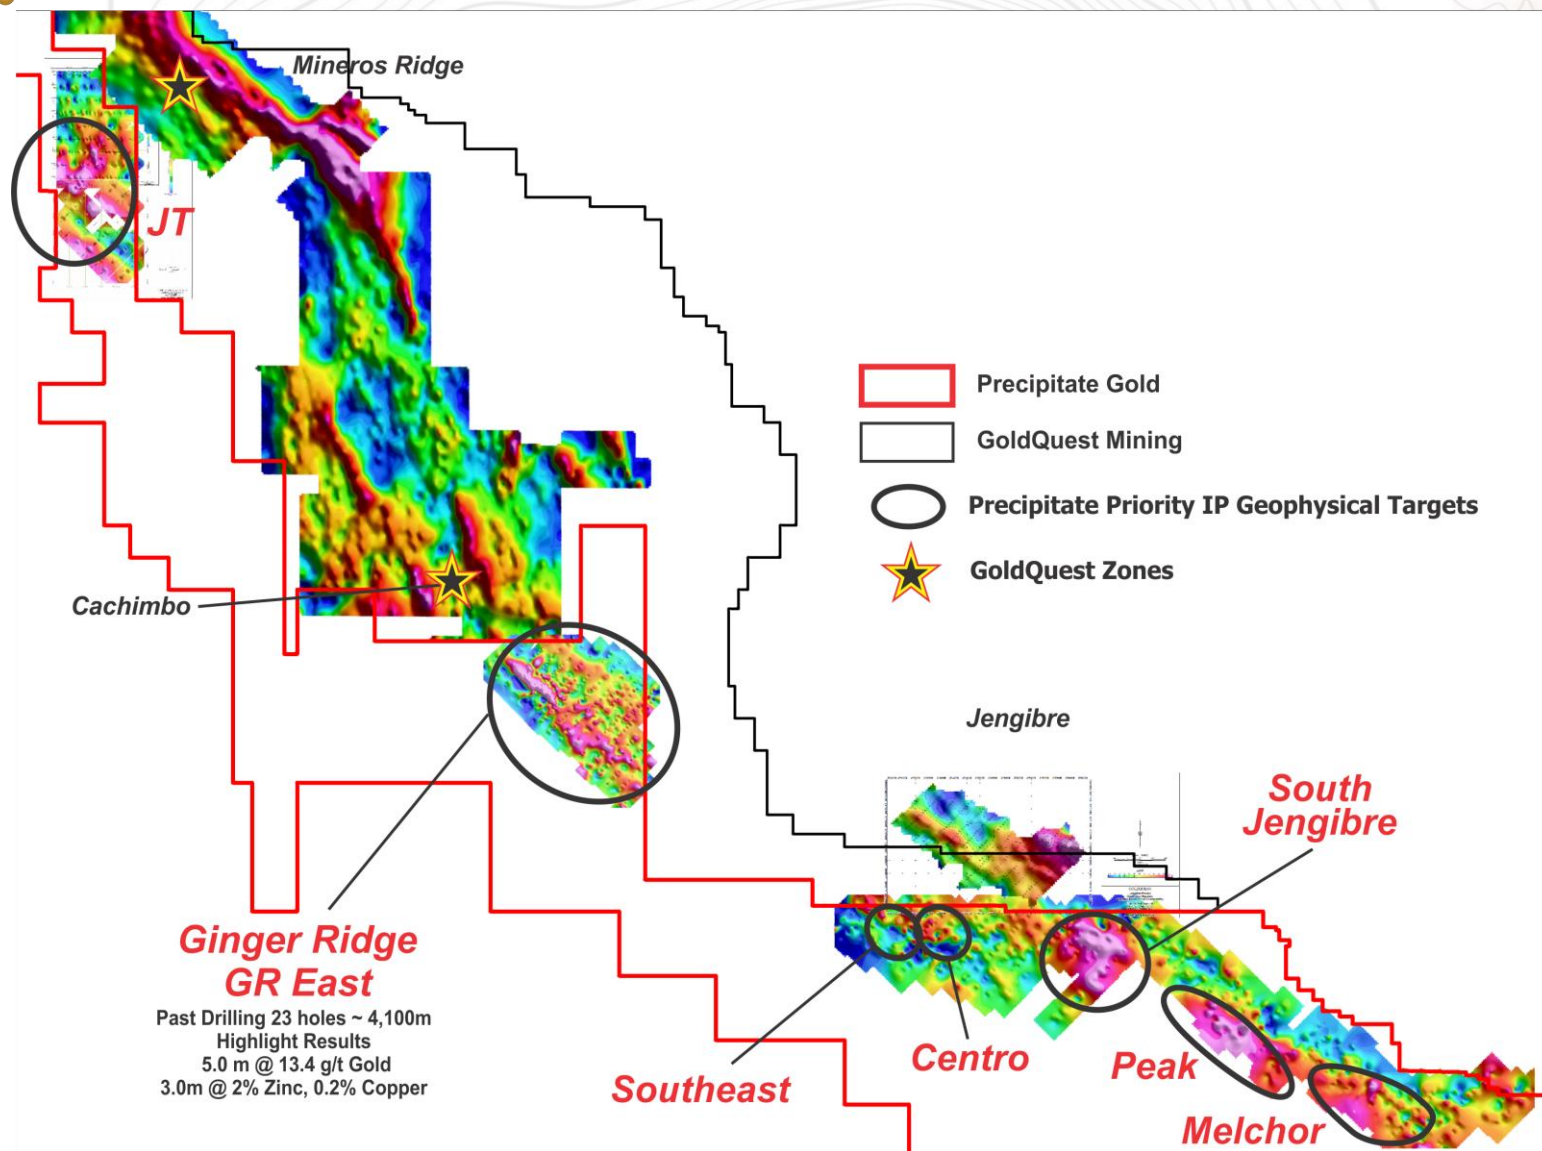 Mineros Ridge
JT
Precipitate Gold
GoldQuest Mining
Precipitate Priority IP Geophysical Targets
GoldQuest Zones
Cachimbo
Jengibre
South
Jengibre
Ginger Ridge
GR East
Past Drilling 23 holes ~ 4,100m
Highlight Results
5.0 m @ 13.4 g/t Gold
3.0m @ 2% Zinc, 0.2% Copper
Southeast
Centro
Peak
Melchor